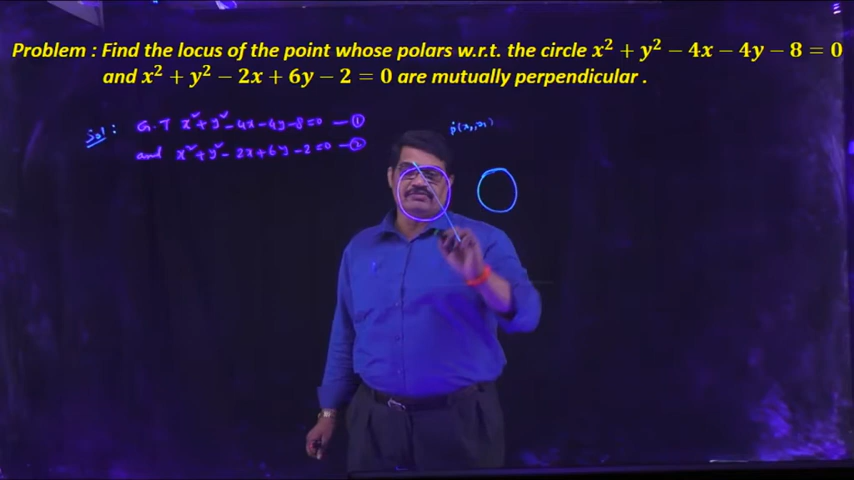 Problem : Find the locus of the point whose polars w.r.t. the circle x² + y² − 4x − 4y − 8 = 0
and x² + y² − 2x + 6y − 2 = 0 are mutually perpendicular .
Sol : G.T x²+y²-4x-4y-8=0 —①
P(x₁,y₁)
and x²+y²-2x+6y-2=0 —②